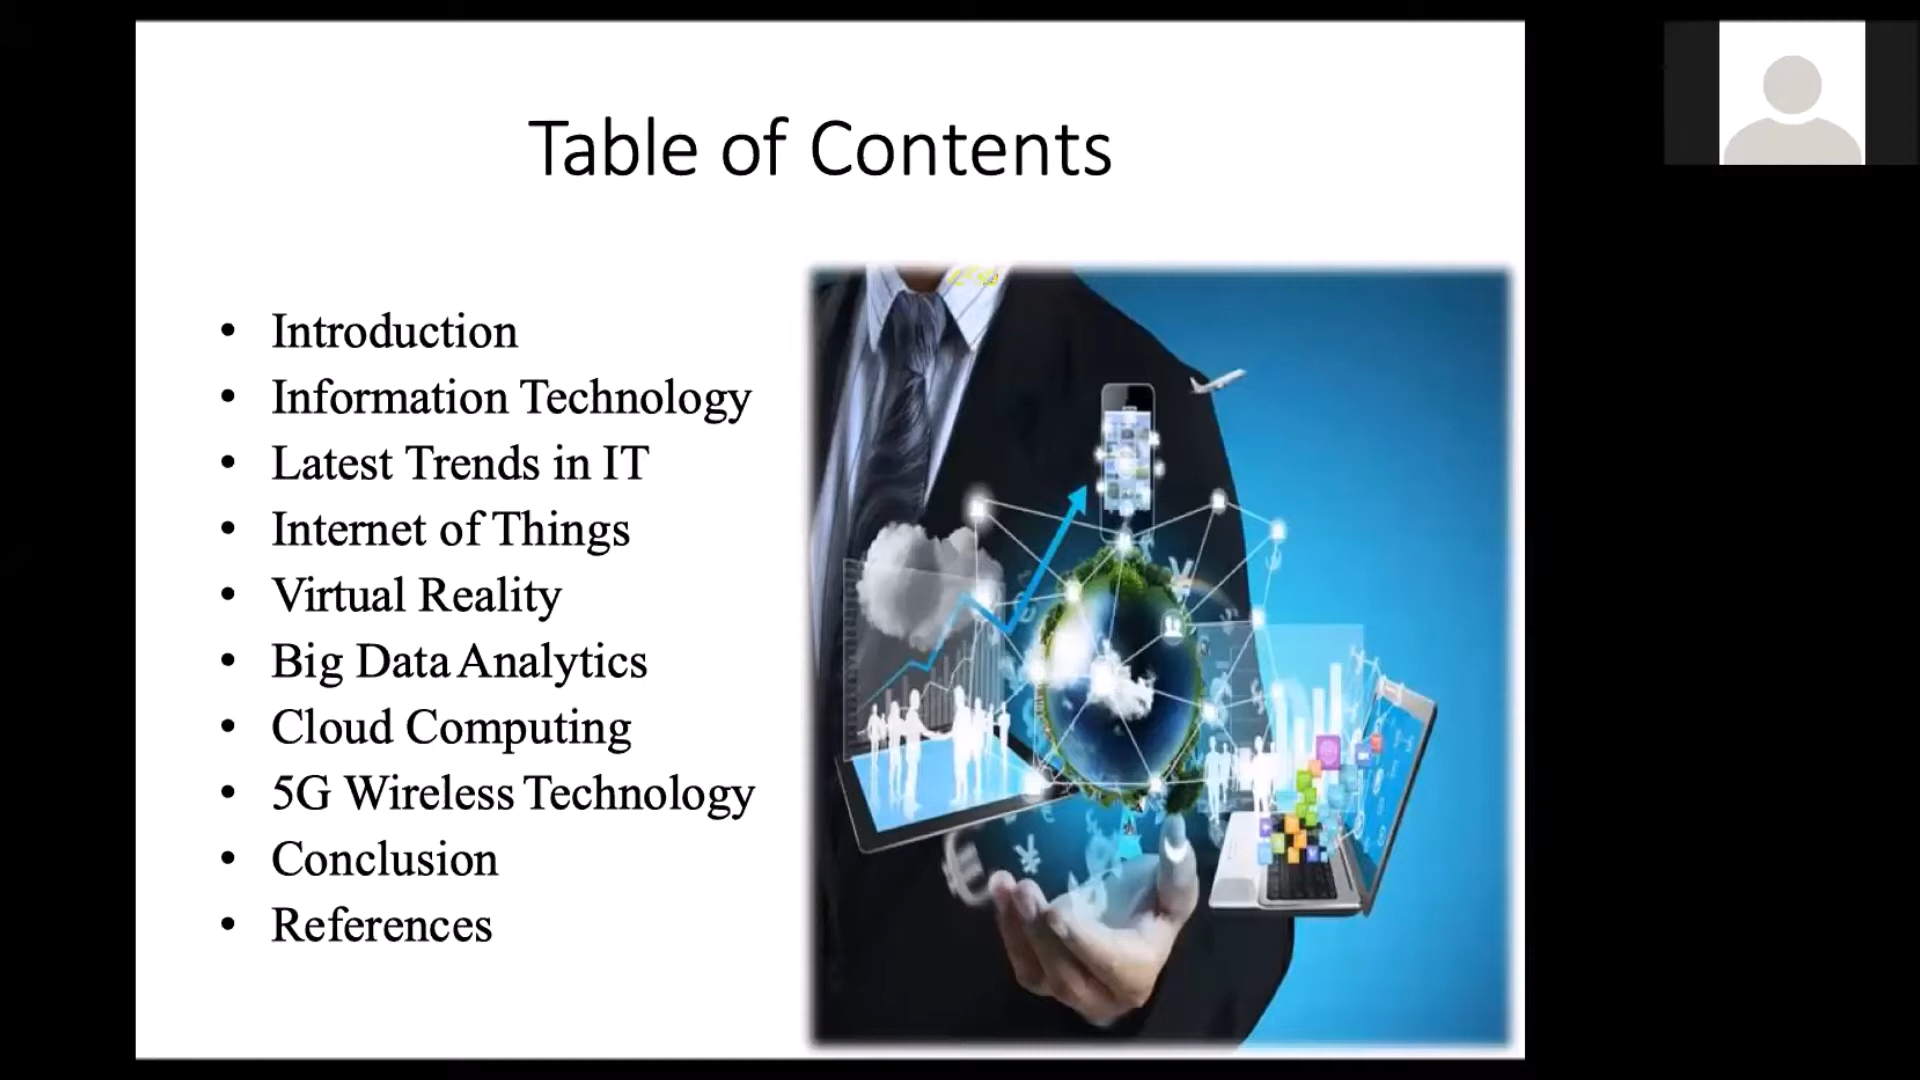 Table of Contents
• Introduction
• Information Technology
• Latest Trends in IT
• Internet of Things
• Virtual Reality
• Big Data Analytics
• Cloud Computing
• 5G Wireless Technology
• Conclusion
• References